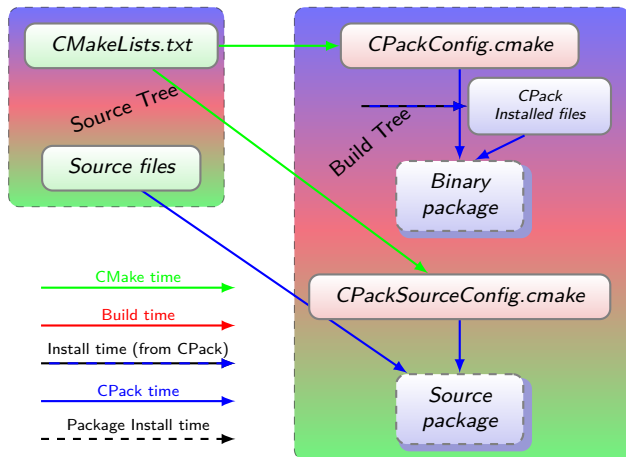 CMakeLists.txt
Source Tree
Source files
CPackConfig.cmake
CPack
Installed files
Build Tree
Binary
package
CPackSourceConfig.cmake
Source
package
CMake time
Build time
Install time (from CPack)
CPack time
Package Install time